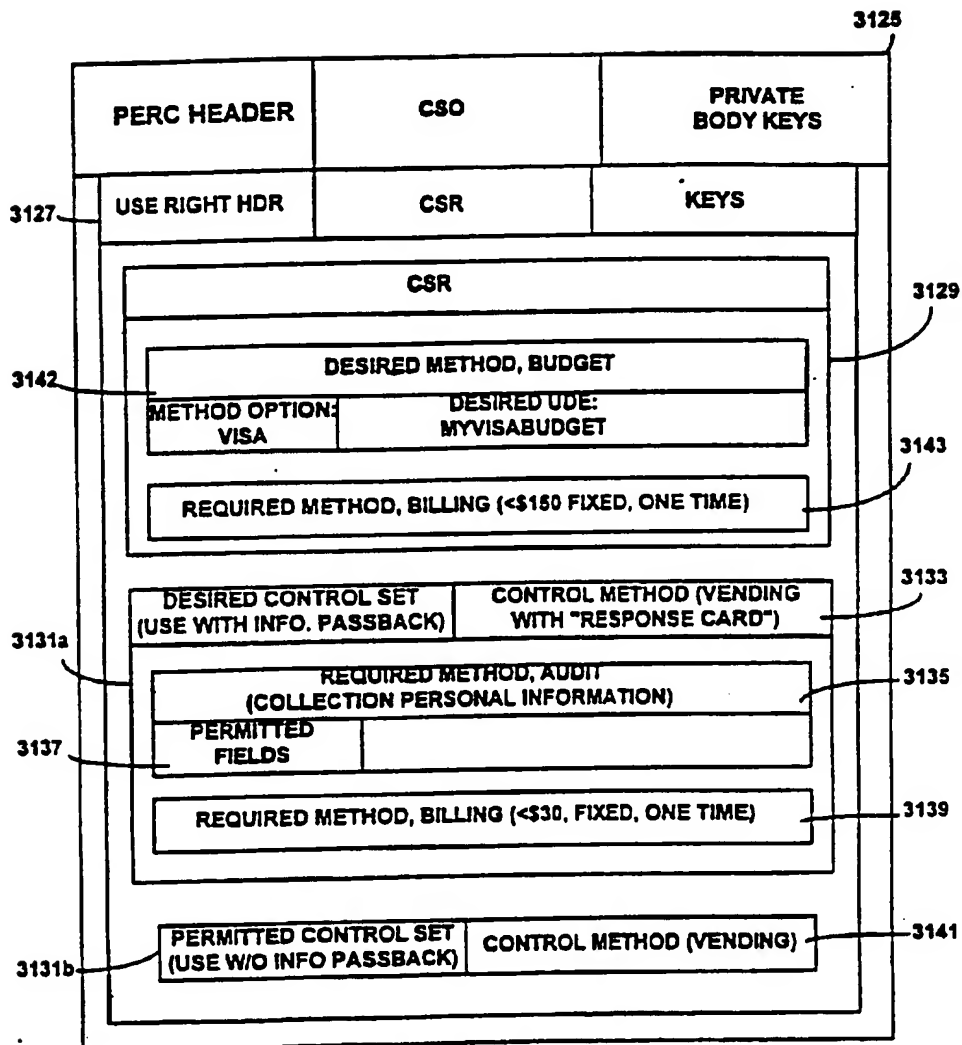 3125
PERC HEADER
CSO
PRIVATE
BODY KEYS
3127
USE RIGHT HDR
CSR
KEYS
CSR
3129
DESIRED METHOD, BUDGET
3142
METHOD OPTION:
VISA
DESIRED UDE:
MYVISABUDGET
3143
REQUIRED METHOD, BILLING (<$150 FIXED, ONE TIME)
3133
DESIRED CONTROL SET
(USE WITH INFO. PASSBACK)
CONTROL METHOD (VENDING
WITH "RESPONSE CARD")
3131a
REQUIRED METHOD, AUDIT
(COLLECTION PERSONAL INFORMATION)
3135
3137
PERMITTED
FIELDS
REQUIRED METHOD, BILLING (<$30, FIXED, ONE TIME)
3139
3131b
PERMITTED CONTROL SET
(USE W/O INFO PASSBACK)
CONTROL METHOD (VENDING)
3141